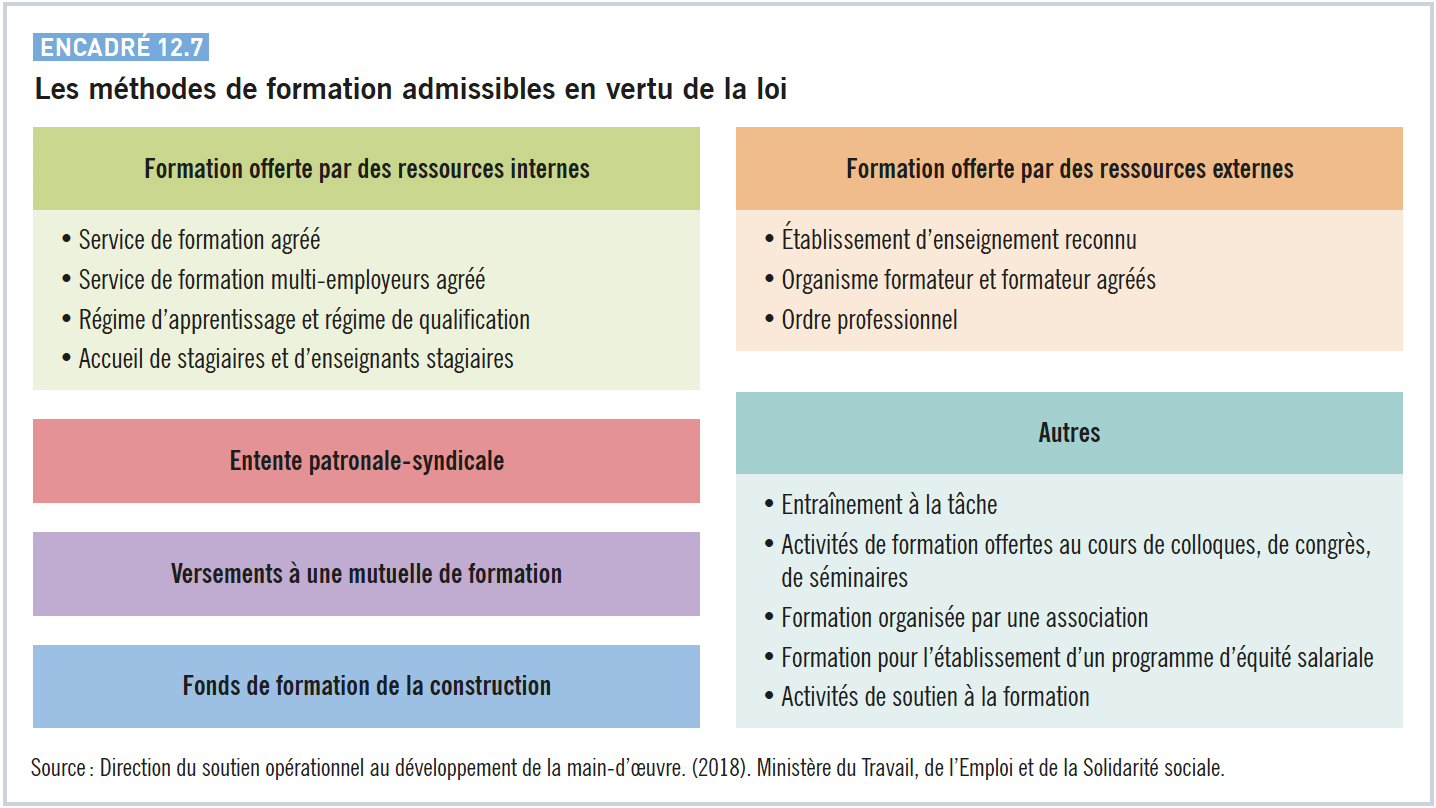 ENCADRÉ 12.7
Les méthodes de formation admissibles en vertu de la loi
Formation offerte par des ressources internes
• Service de formation agréé
• Service de formation multi-employeurs agréé
• Régime d'apprentissage et régime de qualification
• Accueil de stagiaires et d'enseignants stagiaires
Entente patronale-syndicale
Versements à une mutuelle de formation
Fonds de formation de la construction
Formation offerte par des ressources externes
• Établissement d'enseignement reconnu
• Organisme formateur et formateur agréés
• Ordre professionnel
Autres
• Entraînement à la tâche
• Activités de formation offertes au cours de colloques, de congrès,
de séminaires
• Formation organisée par une association
• Formation pour l'établissement d'un programme d'équité salariale
• Activités de soutien à la formation
Source : Direction du soutien opérationnel au développement de la main-d'œuvre. (2018). Ministère du Travail, de l'Emploi et de la Solidarité sociale.